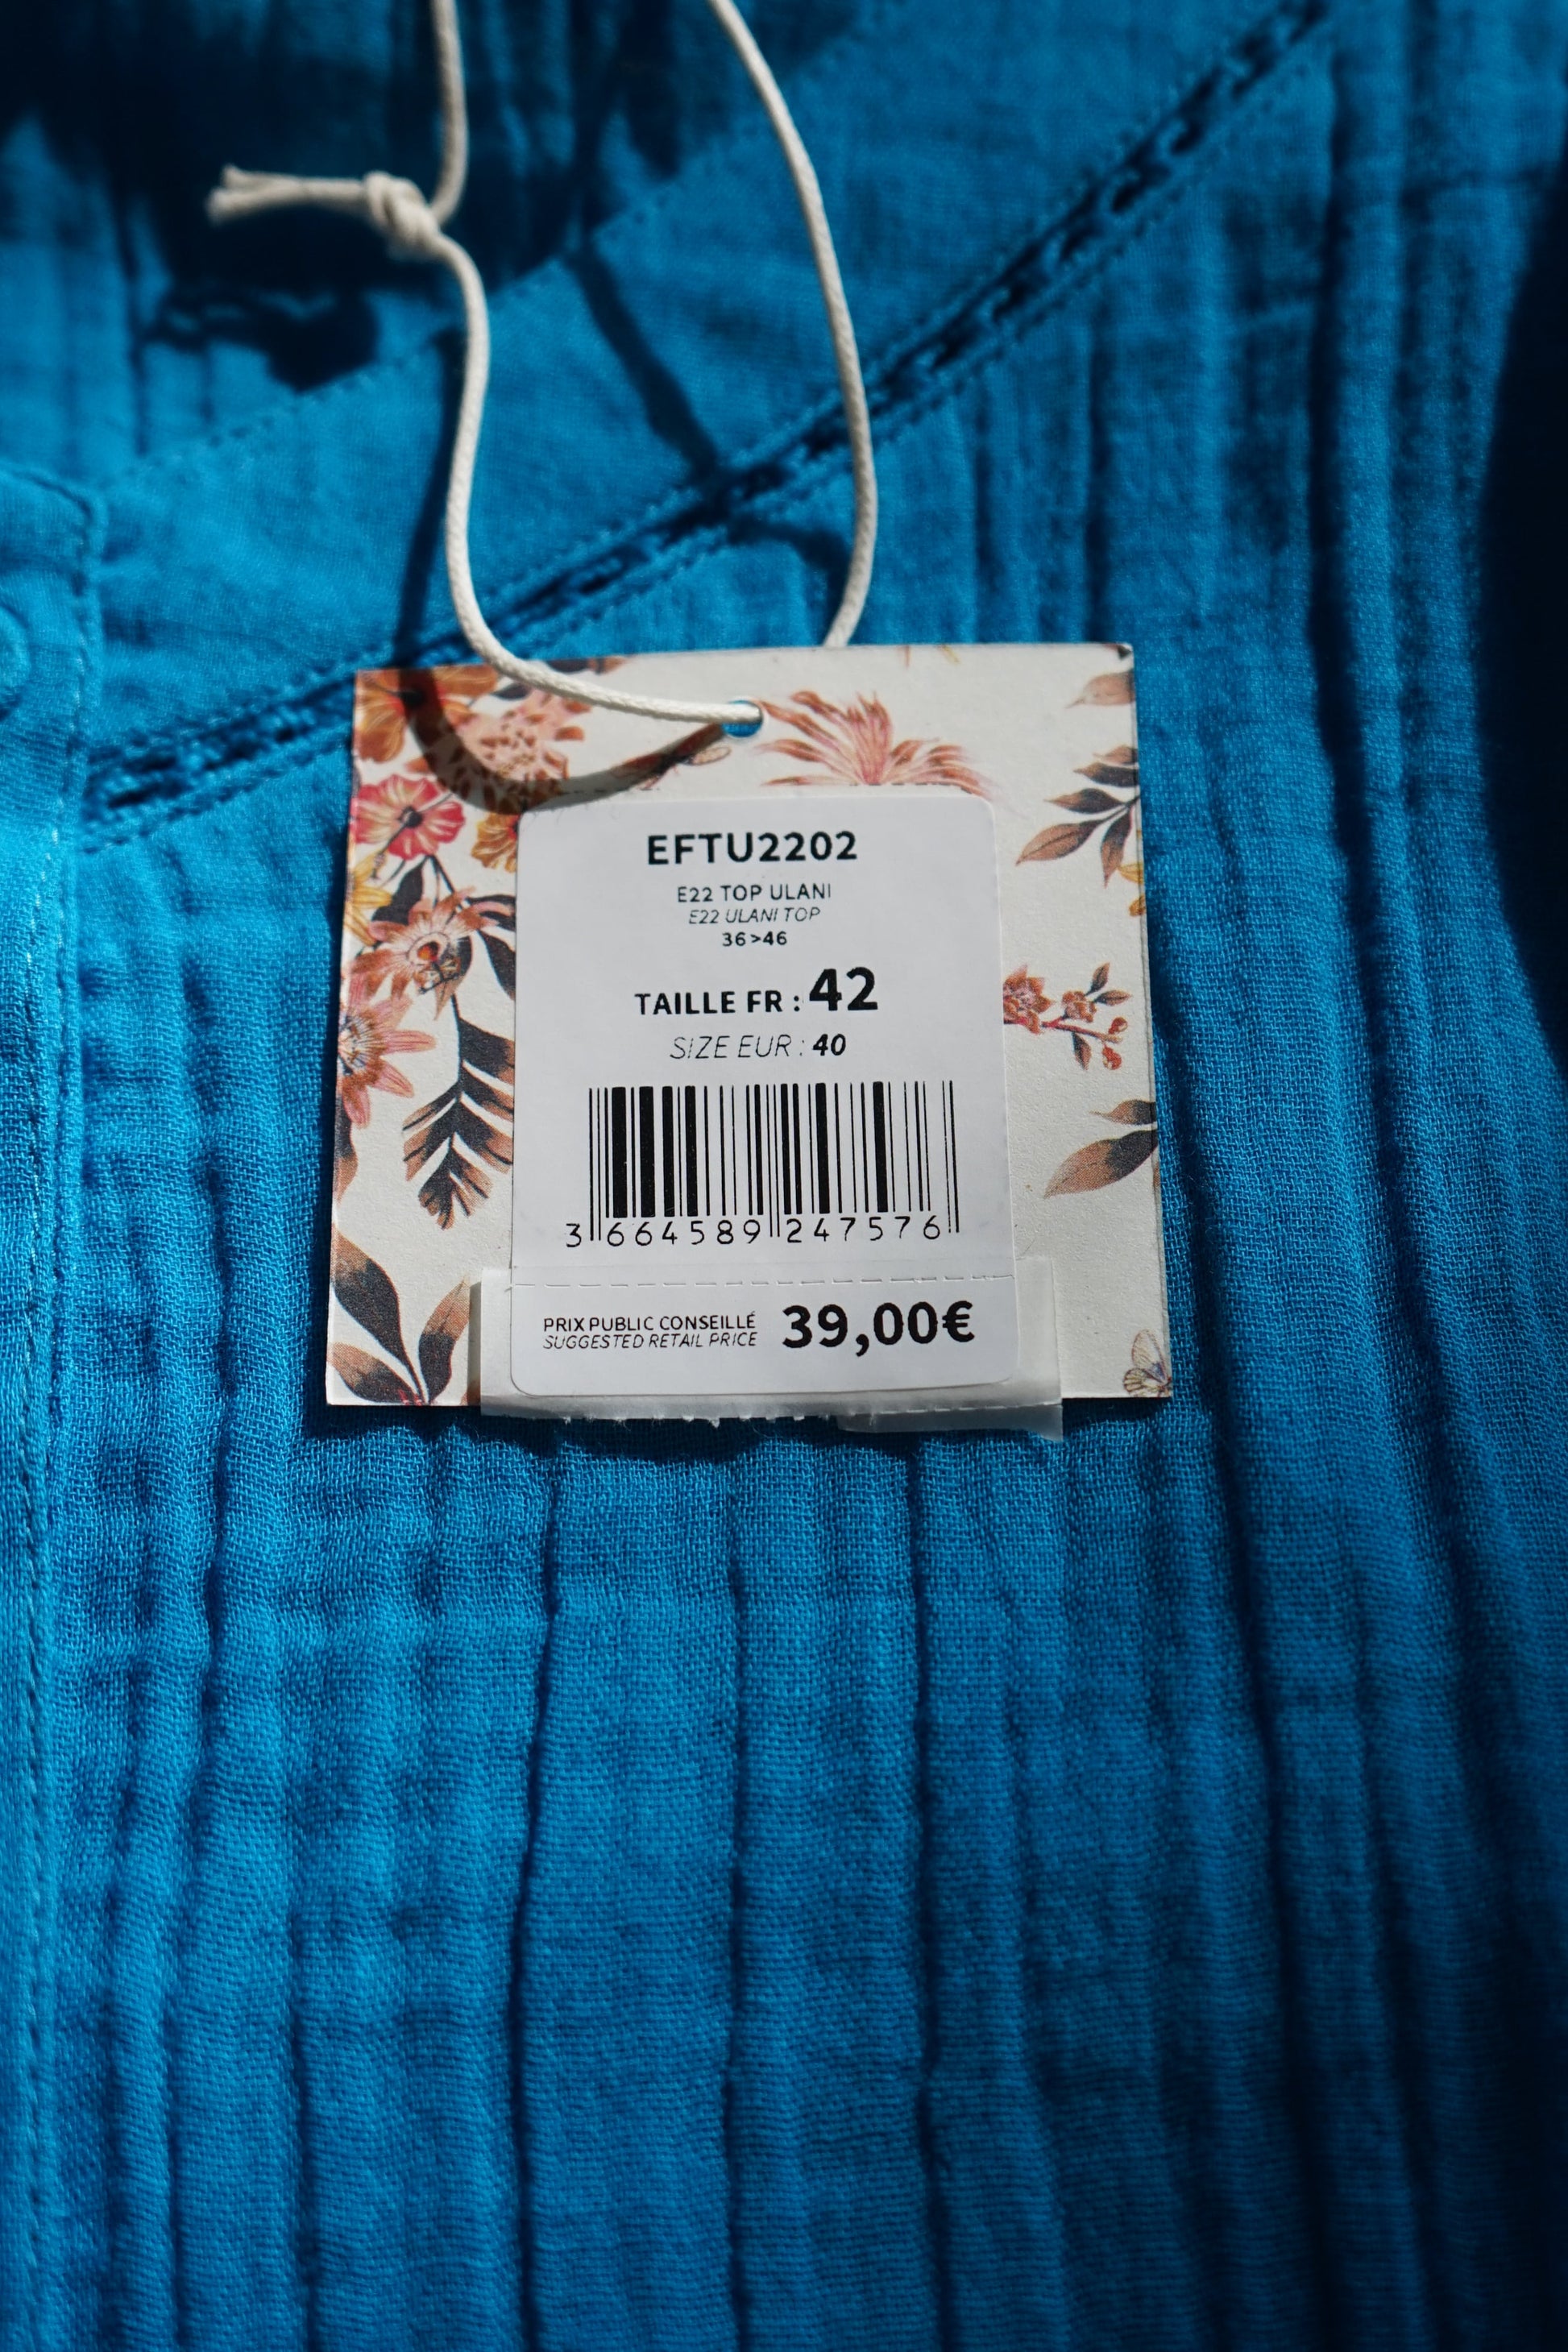 EFTU2202
E22 TOP ULANI
E22 ULANI TOP
36>46
TAILLE FR : 42
SIZE EUR : 40
3 664589 247576
PRIX PUBLIC CONSEILLÉ 39,00€
SUGGESTED RETAIL PRICE